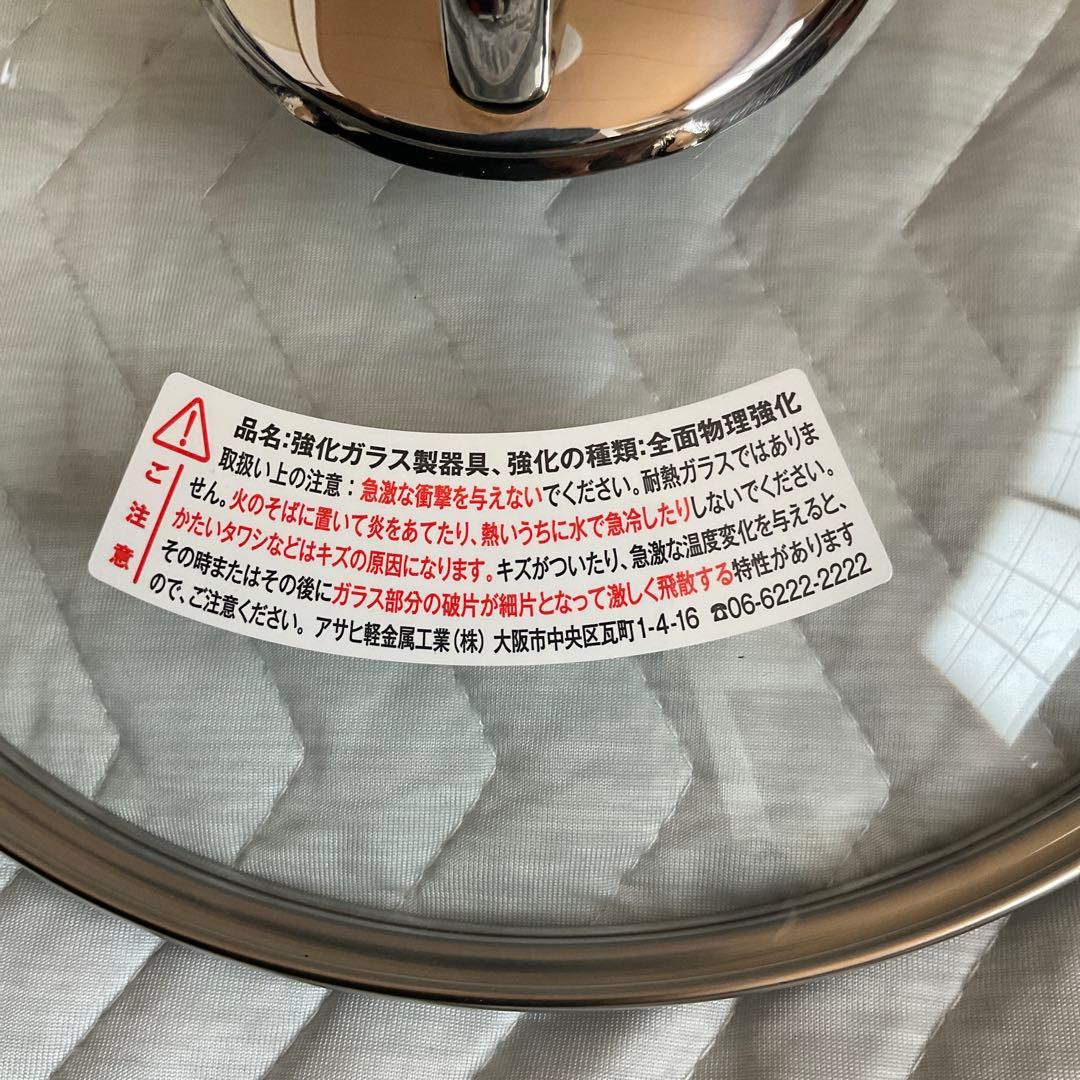 ご注意
品名:強化ガラス製器具、強化の種類:全面物理強化
取扱い上の注意:急激な衝撃を与えないでください。耐熱ガラスではありま
せん。火のそばに置いて炎をあてたり、熱いうちに水で急冷したりしないでください。
かたいタワシなどはキズの原因になります。キズがついたり、急激な温度変化を与えると、
その時またはその後にガラス部分の破片が細片となって激しく飛散する特性があります
ので、ご注意ください。アサヒ軽金属工業(株) 大阪市中央区瓦町1-4-16 ☎06-6222-2222